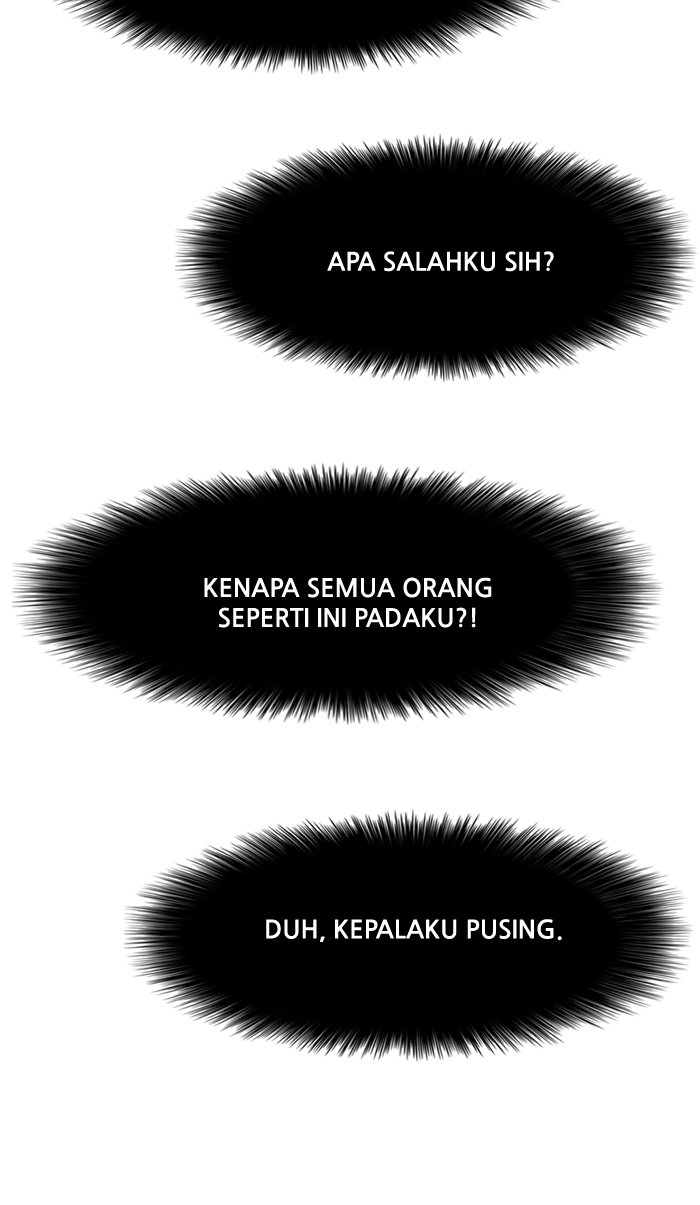 APA SALAHKU SIH?
KENAPA SEMUA ORANG
SEPERTI INI PADAKU?!
DUH, KEPALAKU PUSING.